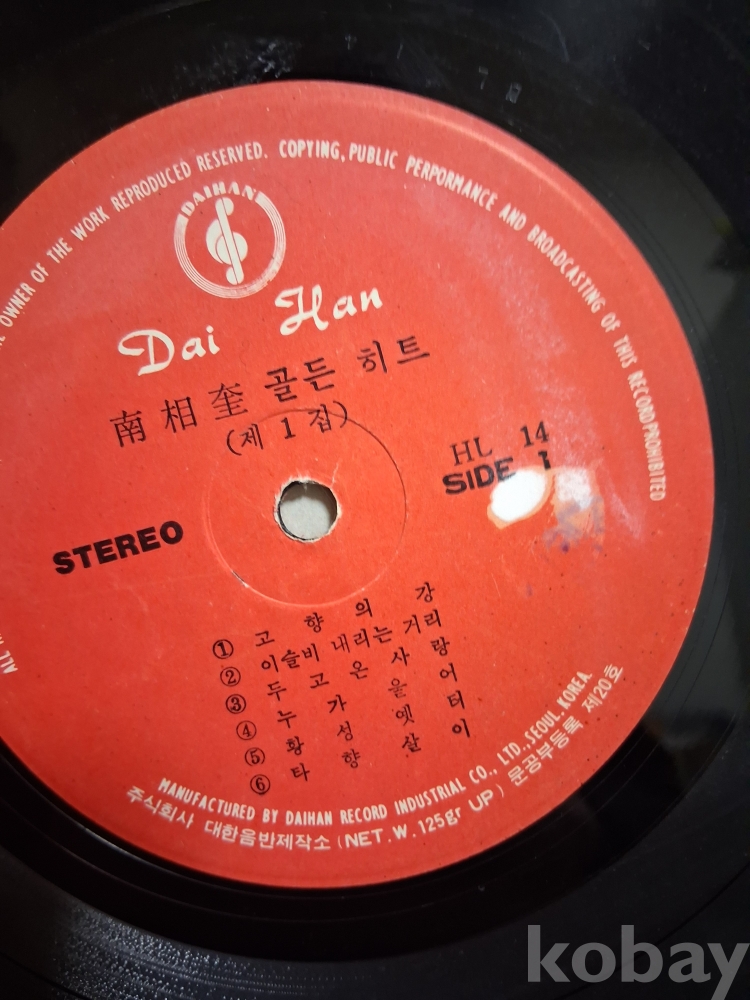 OWNER OF THE WORK REPRODUCED RESERVED. COPYING, PUBLIC PERPORMANCE AND BROADCASTING OF THIS RECORD PROHIBITED
DAIHAN
Dai Han
南相奎 골든 히트
(제 1 집)
HL 14
SIDE 1
STEREO
① 고향의 강
② 이슬비 내리는 거리
③ 두고온사랑
④ 누가울어
⑤ 황성옛터
⑥ 타향살이
ALL
MANUFACTURED BY DAIHAN RECORD INDUSTRIAL CO., LTD., SEOUL, KOREA
주식회사 대한음반제작소 (NET. W. 125gr UP) 문공부등록 제20호
kobay